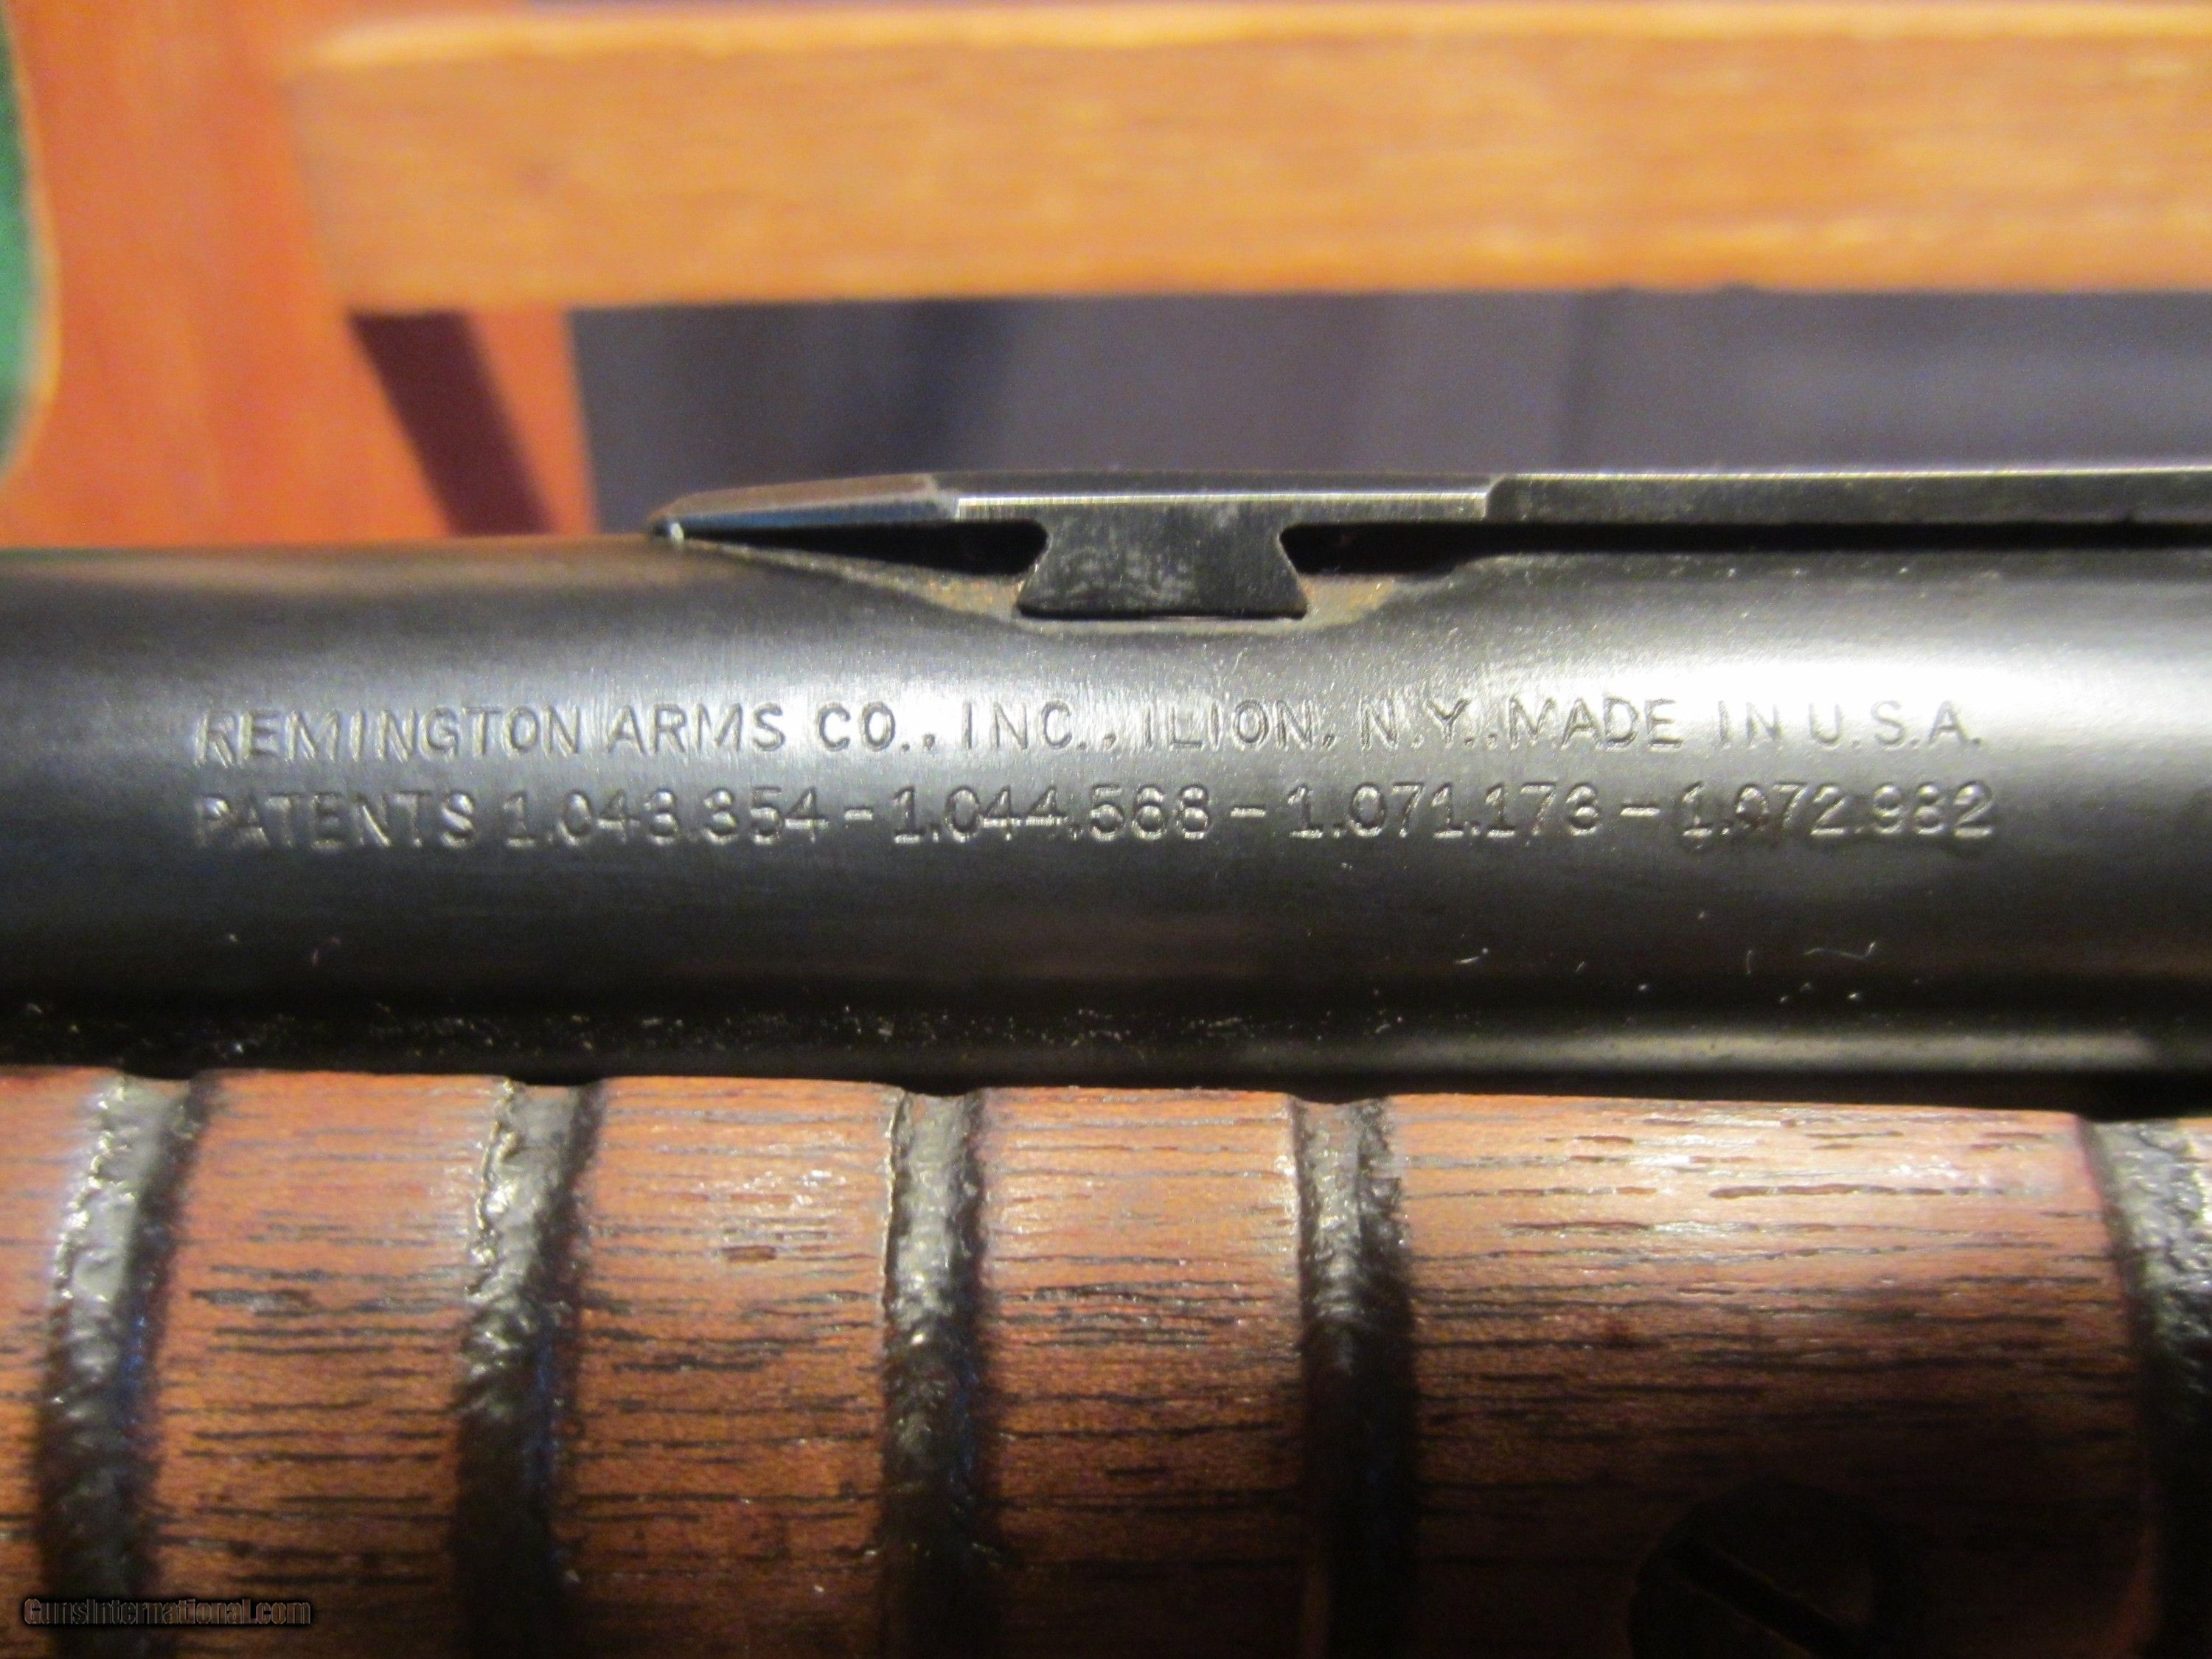 REMINGTON ARMS CO., INC., ILION, N.Y., MADE IN U.S.A.
PATENTS 1.043.354-1.044.568-1.071.173-1.072.982
GunsInternational.com